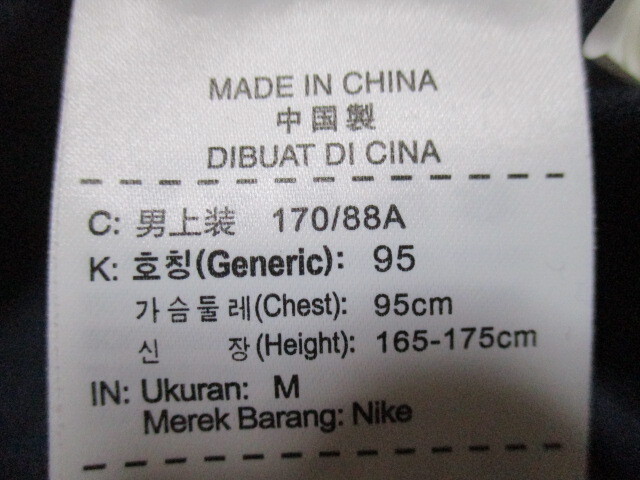 MADE IN CHINA
中国製
DIBUAT DI CINA
C: 男上装 170/88A
K: 호칭(Generic): 95
가슴둘레(Chest): 95cm
신 장(Height): 165-175cm
IN: Ukuran: M
Merek Barang: Nike